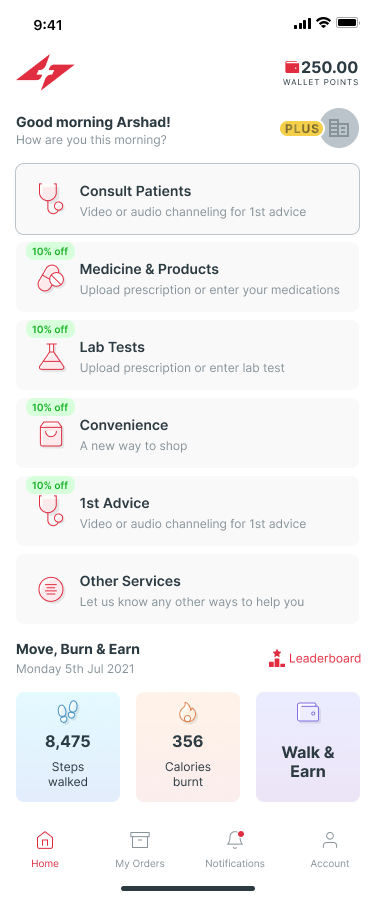 9:41
250.00
WALLET POINTS
Good morning Arshad!
How are you this morning?
PLUS
Consult Patients
Video or audio channeling for 1st advice
10% off
Medicine & Products
Upload prescription or enter your medications
10% off
Lab Tests
Upload prescription or enter lab test
10% off
Convenience
A new way to shop
10% off
1st Advice
Video or audio channeling for 1st advice
Other Services
Let us know any other ways to help you
Move, Burn & Earn
Monday 5th Jul 2021
Leaderboard
8,475
Steps
walked
356
Calories
burnt
Walk &
Earn
Home
My Orders
Notifications
Account